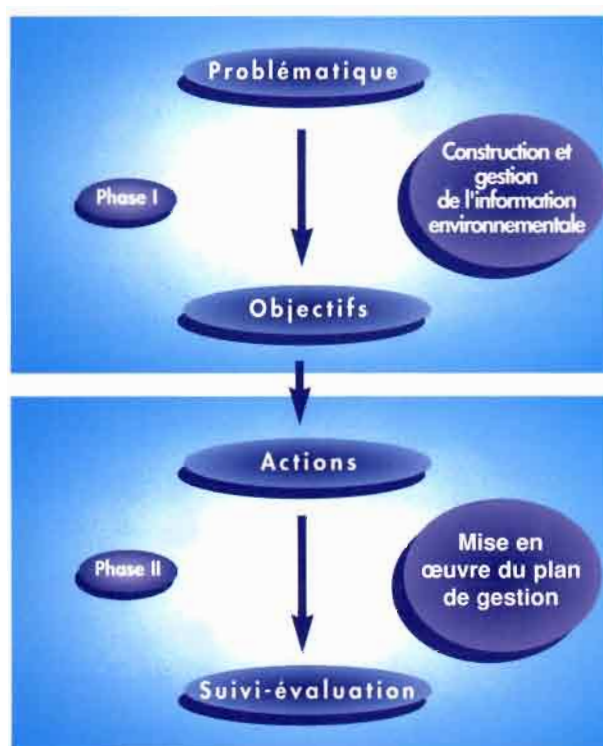 Problématique
Phase I
Construction et
gestion
de l'information
environnementale
Objectifs
Actions
Phase II
Mise en
œuvre du plan
de gestion
Suivi-évaluation